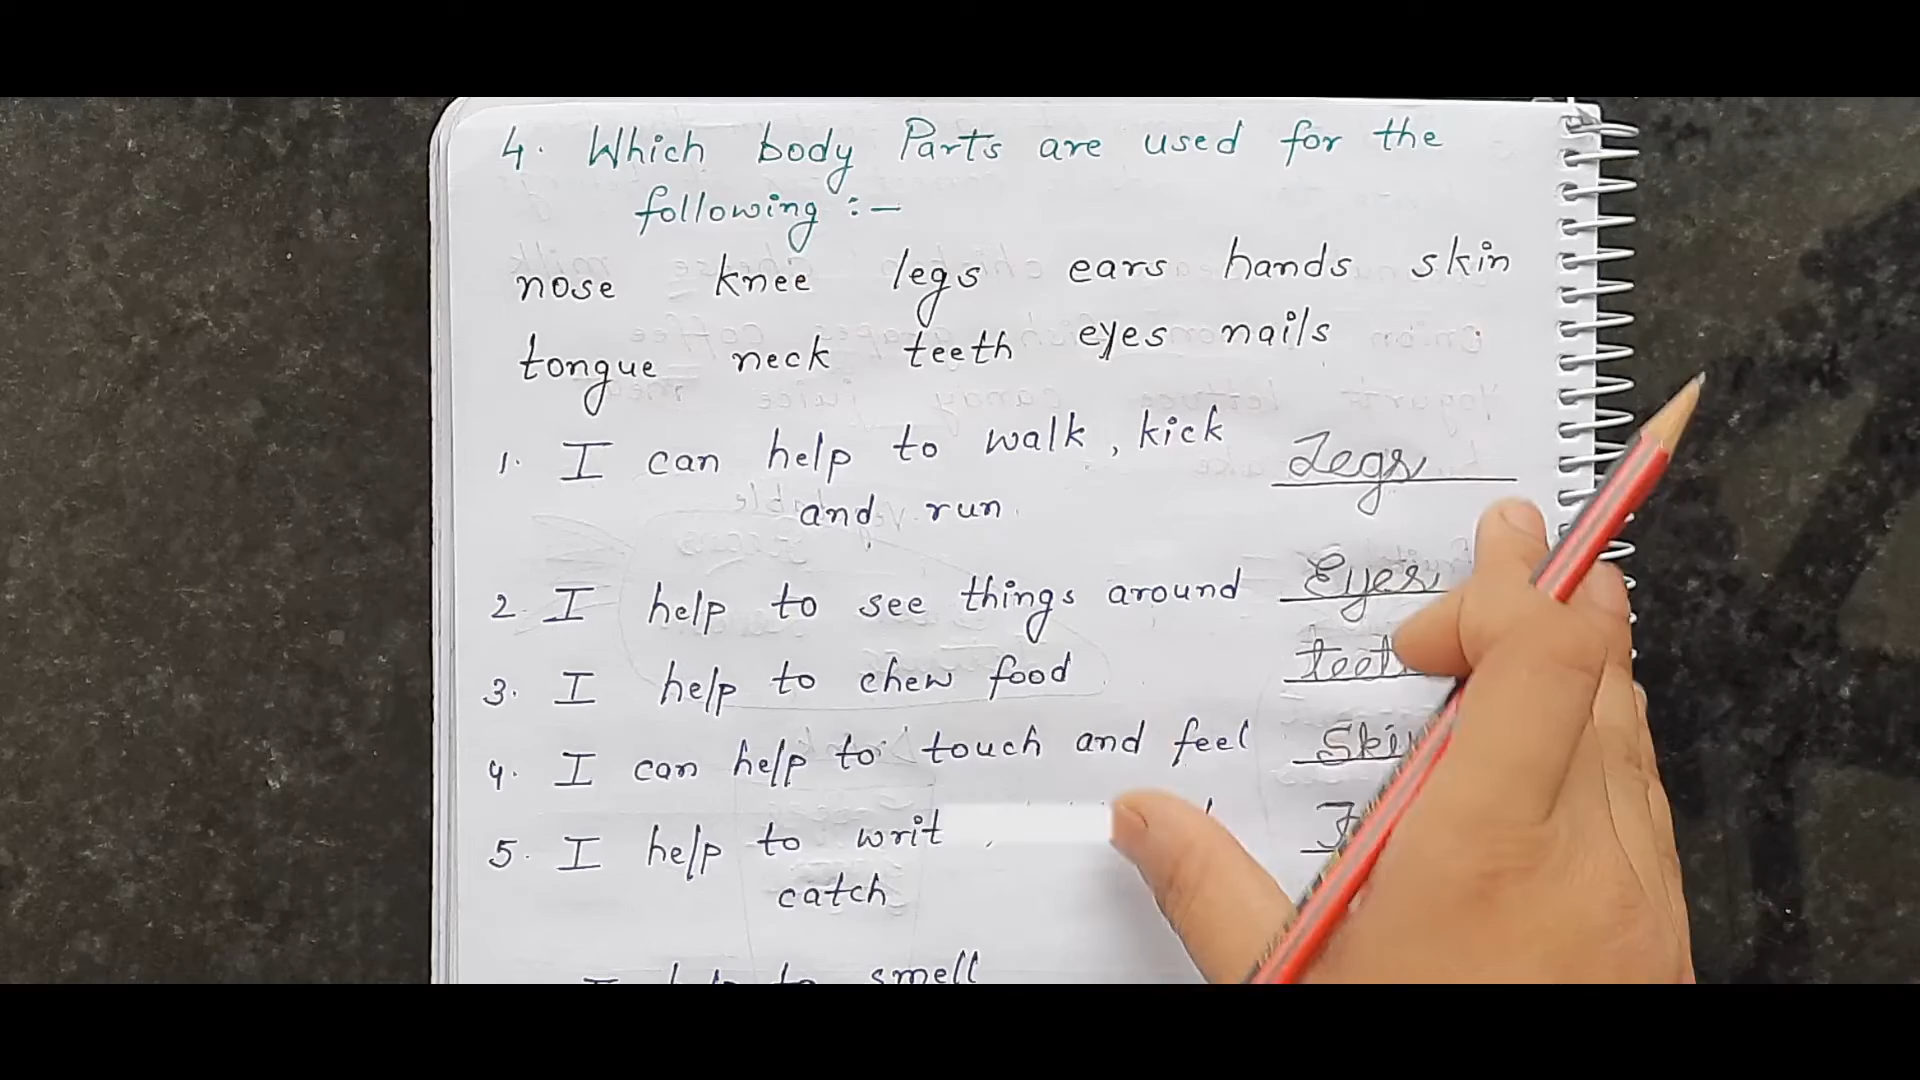 4. Which body Parts are used for the
following :-
nose knee legs ears hands skin
tongue neck teeth eyes nails
1. I can help to walk, kick Legs
and run
2. I help to see things around Eyes
3. I help to chew food
4. I can help to touch and feel
5. I help to writ
catch
smell